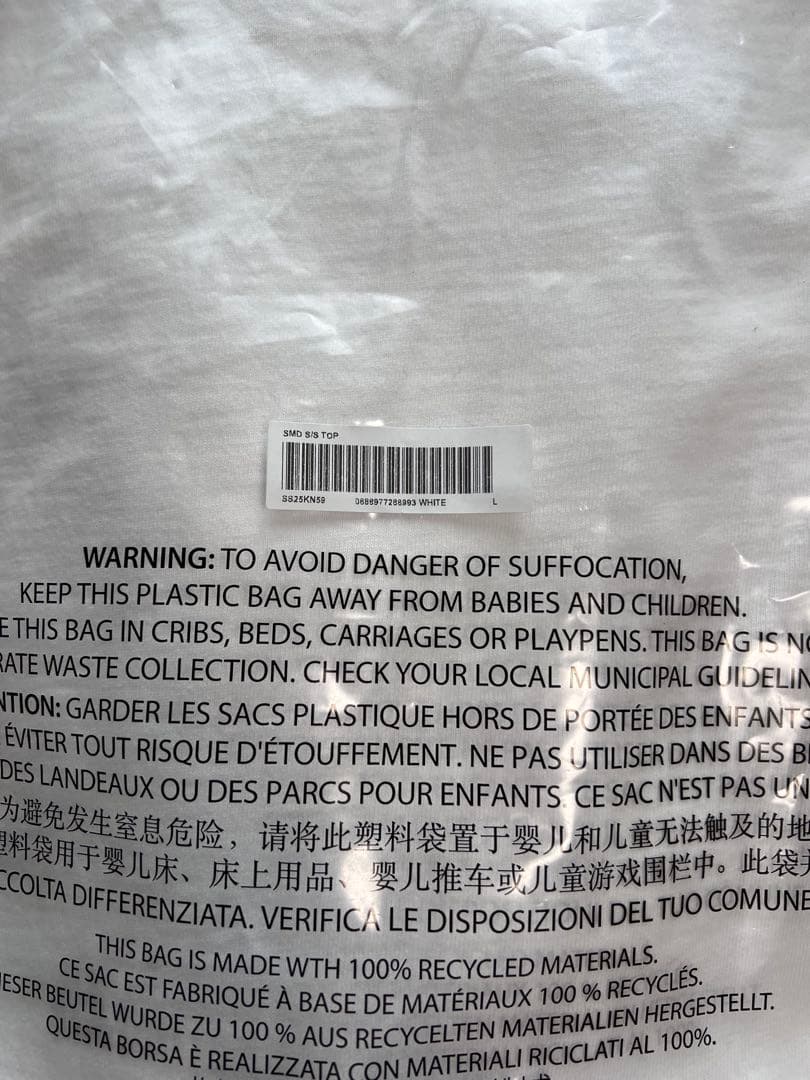 SMD S/S TOP
SS25KN59 0686977286993 WHITE L
WARNING: TO AVOID DANGER OF SUFFOCATION,
KEEP THIS PLASTIC BAG AWAY FROM BABIES AND CHILDREN.
E THIS BAG IN CRIBS, BEDS, CARRIAGES OR PLAYPENS. THIS BAG IS NO
RATE WASTE COLLECTION. CHECK YOUR LOCAL MUNICIPAL GUIDELIN
NTION: GARDER LES SACS PLASTIQUE HORS DE PORTÉE DES ENFANTS
ÉVITER TOUT RISQUE D'ÉTOUFFEMENT. NE PAS UTILISER DANS DES B
DES LANDEAUX OU DES PARCS POUR ENFANTS. CE SAC N'EST PAS UN
为避免发生窒息危险，请将此塑料袋置于婴儿和儿童无法触及的地
塑料袋用于婴儿床、床上用品、婴儿推车或儿童游戏围栏中。此袋
CCOLTA DIFFERENZIATA. VERIFICA LE DISPOSIZIONI DEL TUO COMUNE
THIS BAG IS MADE WTH 100% RECYCLED MATERIALS.
CE SAC EST FABRIQUÉ À BASE DE MATÉRIAUX 100 % RECYCLÉS.
IESER BEUTEL WURDE ZU 100 % AUS RECYCELTEN MATERIALIEN HERGESTELLT.
QUESTA BORSA È REALIZZATA CON MATERIALI RICICLATI AL 100%.